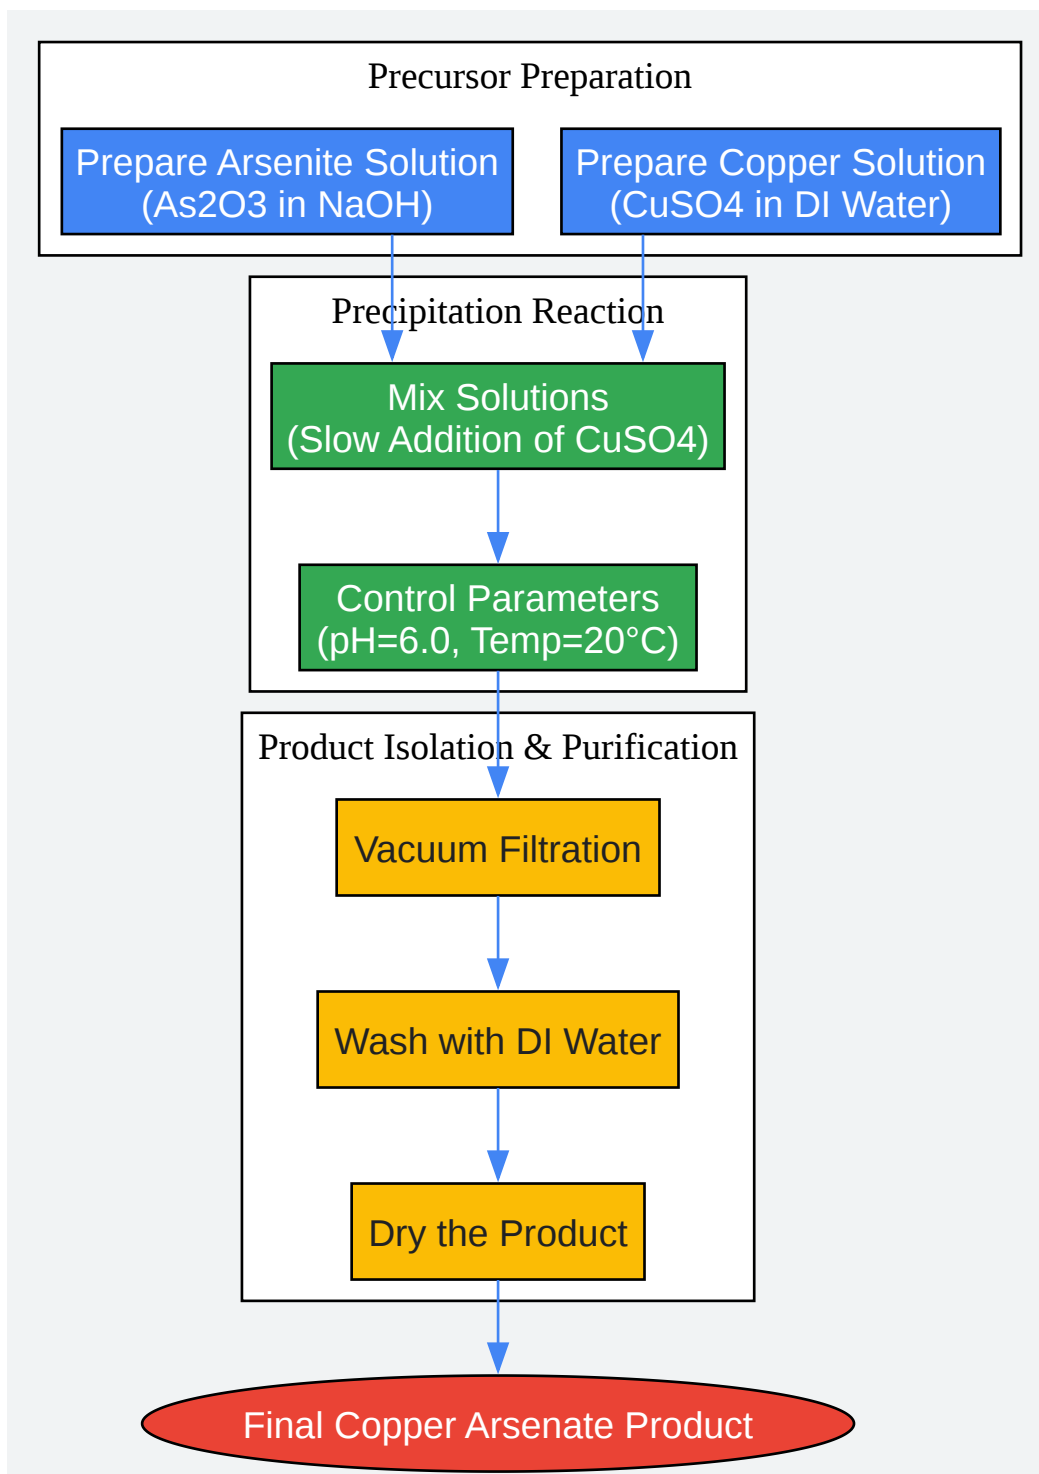 Precursor Preparation
Prepare Arsenite Solution
(As2O3 in NaOH)
Prepare Copper Solution
(CuSO4 in DI Water)
Precipitation Reaction
Mix Solutions
(Slow Addition of CuSO4)
Control Parameters
(pH=6.0, Temp=20°C)
Product Isolation & Purification
Vacuum Filtration
Wash with DI Water
Dry the Product
Final Copper Arsenate Product